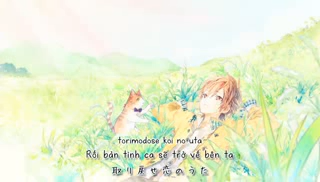 torimodose koi no uta
Rồi bản tình ca sẽ trở về bên ta
取り戻せ恋のうた